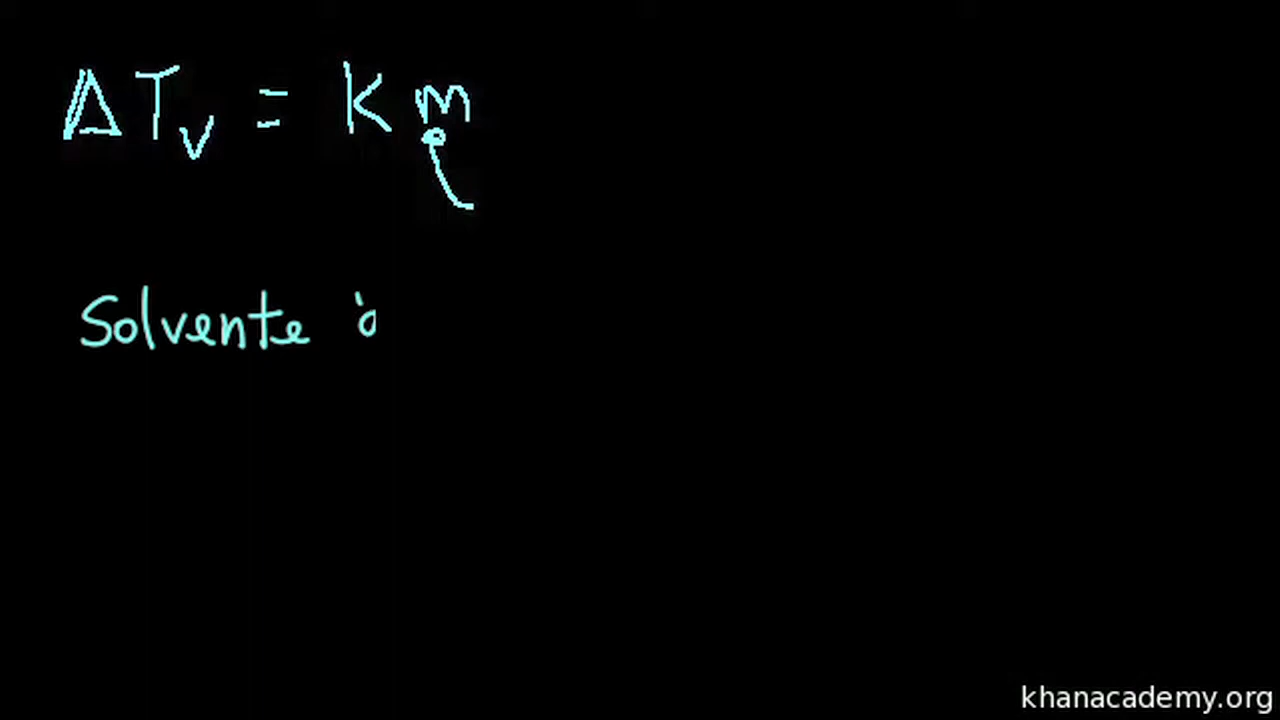 ΔTv = K m
Solvente
khanacademy.org